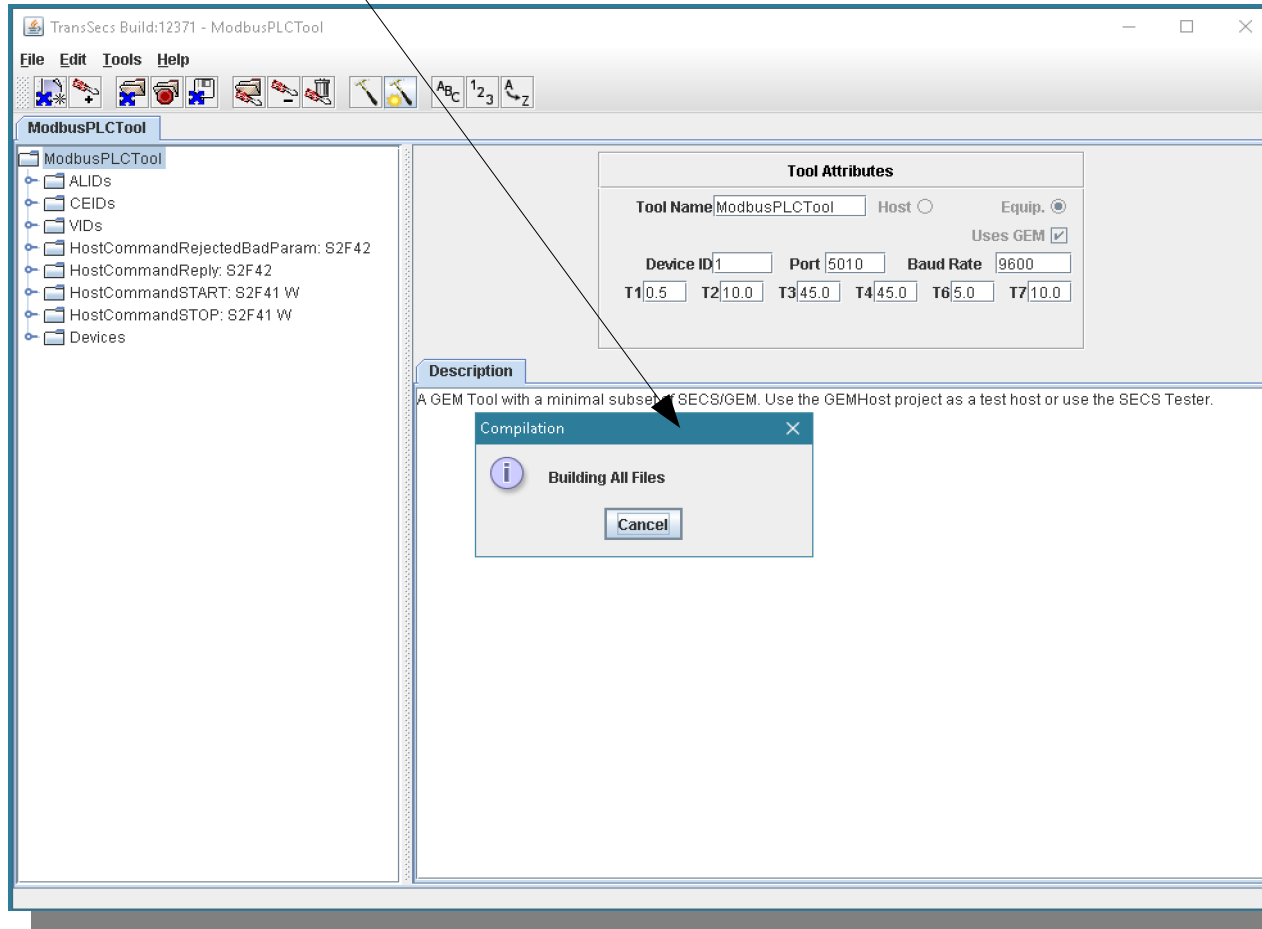 TransSecs Build:12371 - ModbusPLCTool
File Edit Tools Help
ABC 123 AZ
ModbusPLCTool
ModbusPLCTool
ALIDs
CEIDs
VIDs
HostCommandRejectedBadParam: S2F42
HostCommandReply: S2F42
HostCommandSTART: S2F41 W
HostCommandSTOP: S2F41 W
Devices
Tool Attributes
Tool Name ModbusPLCTool Host Equip.
Uses GEM
Device ID 1 Port 5010 Baud Rate 9600
T1 0.5 T2 10.0 T3 45.0 T4 45.0 T6 5.0 T7 10.0
Description
A GEM Tool with a minimal subset of SECS/GEM. Use the GEMHost project as a test host or use the SECS Tester.
Compilation
Building All Files
Cancel